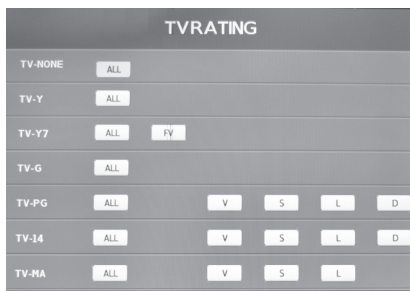 TVRATING
TV-NONE ALL
TV-Y ALL
TV-Y7 ALL FV
TV-G ALL
TV-PG ALL V S L D
TV-14 ALL V S L D
TV-MA ALL V S L